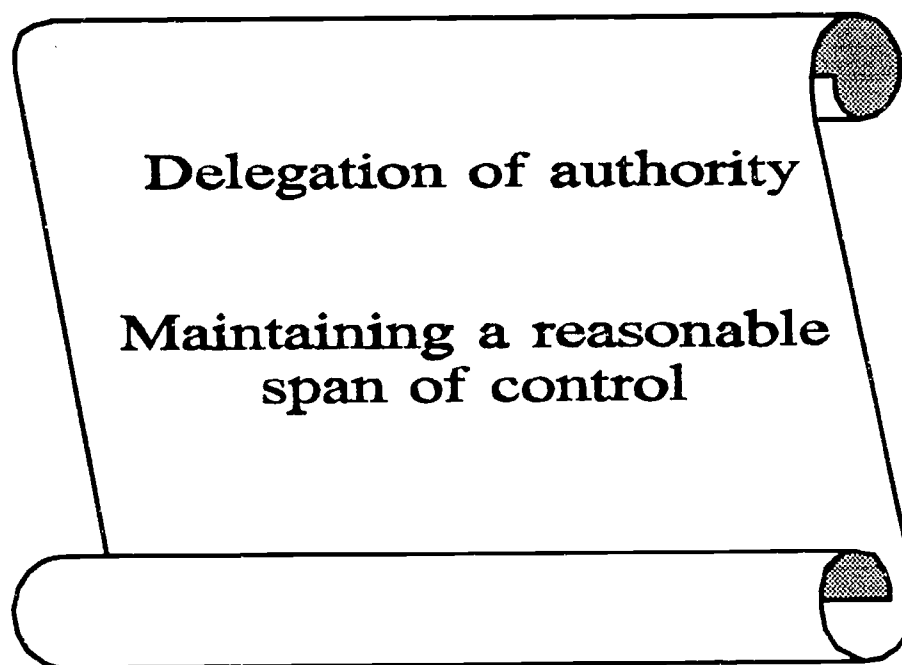 Delegation of authority
Maintaining a reasonable
span of control